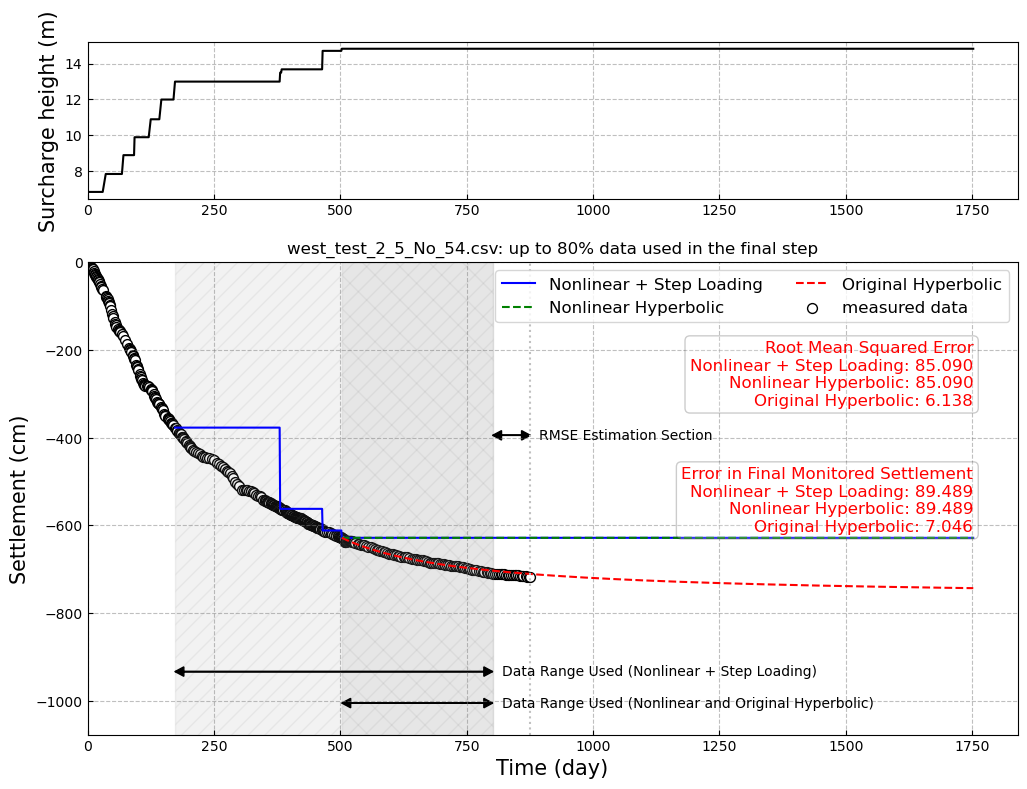 Surcharge height (m)
14
12
10
8
0 250 500 750 1000 1250 1500 1750
west_test_2_5_No_54.csv: up to 80% data used in the final step
Settlement (cm)
0
−200
−400
−600
−800
−1000
Nonlinear + Step Loading
Nonlinear Hyperbolic
Original Hyperbolic
measured data
Root Mean Squared Error
Nonlinear + Step Loading: 85.090
Nonlinear Hyperbolic: 85.090
Original Hyperbolic: 6.138
RMSE Estimation Section
Error in Final Monitored Settlement
Nonlinear + Step Loading: 89.489
Nonlinear Hyperbolic: 89.489
Original Hyperbolic: 7.046
Data Range Used (Nonlinear + Step Loading)
Data Range Used (Nonlinear and Original Hyperbolic)
0 250 500 750 1000 1250 1500 1750
Time (day)